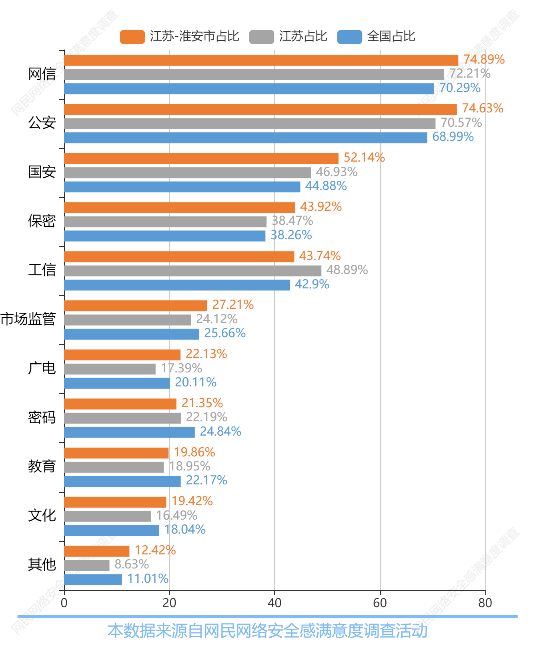 江苏-淮安市占比 江苏占比 全国占比
网信 74.89%
72.21%
70.29%
公安 74.63%
70.57%
68.99%
国安 52.14%
46.93%
44.88%
保密 43.92%
38.47%
38.26%
工信 43.74%
48.89%
42.9%
市场监管 27.21%
24.12%
25.66%
广电 22.13%
17.39%
20.11%
密码 21.35%
22.19%
24.84%
教育 19.86%
18.95%
22.17%
文化 19.42%
16.49%
18.04%
其他 12.42%
8.63%
11.01%
0 20 40 60 80
本数据来源自网民网络安全感满意度调查活动